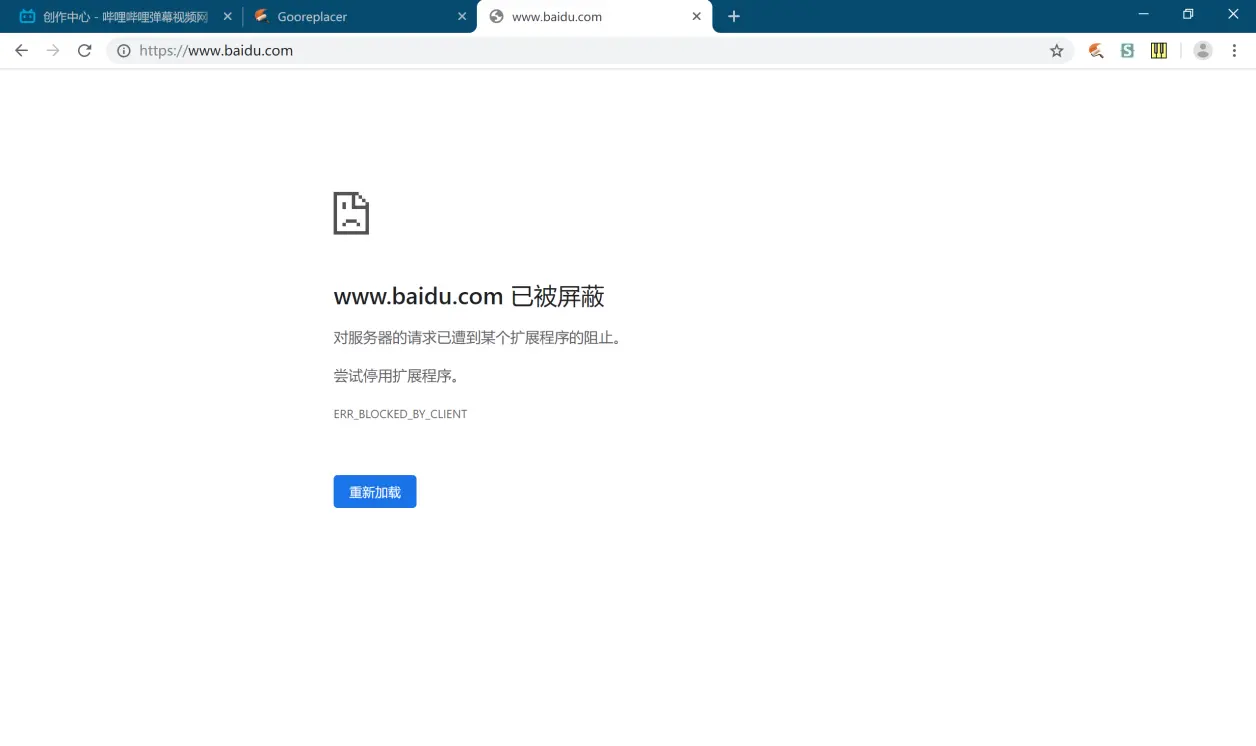 创作中心 - 哔哩哔哩弹幕视频网
Gooreplacer
www.baidu.com
https://www.baidu.com
S
www.baidu.com 已被屏蔽
对服务器的请求已遭到某个扩展程序的阻止。
尝试停用扩展程序。
ERR_BLOCKED_BY_CLIENT
重新加载